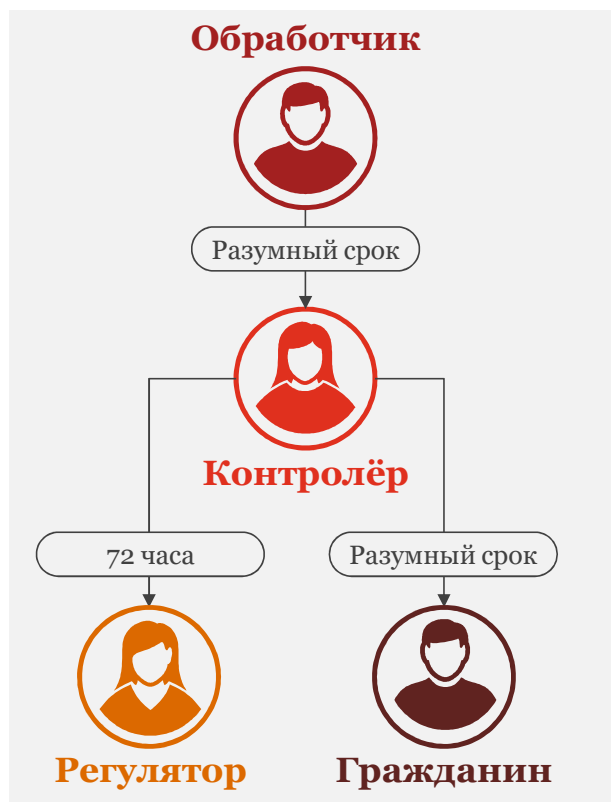 Обработчик
Разумный срок
Контролёр
72 часа
Разумный срок
Регулятор
Гражданин